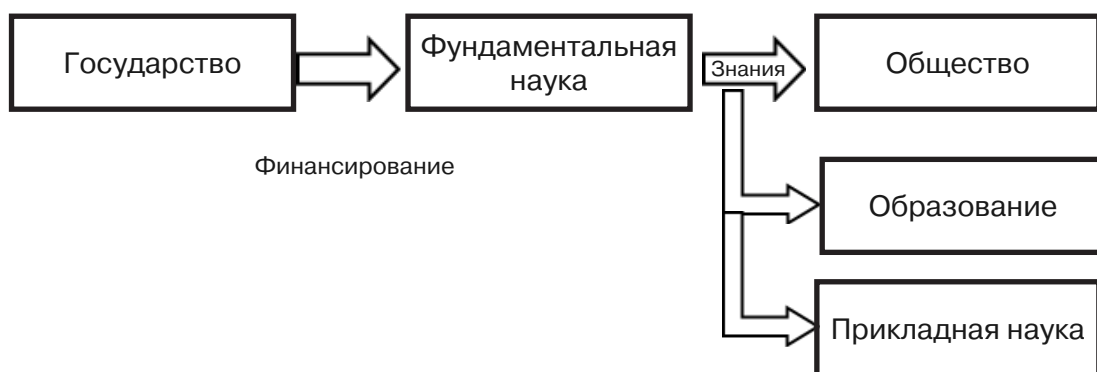 Государство
Фундаментальная
наука
Знания
Общество
Финансирование
Образование
Прикладная наука